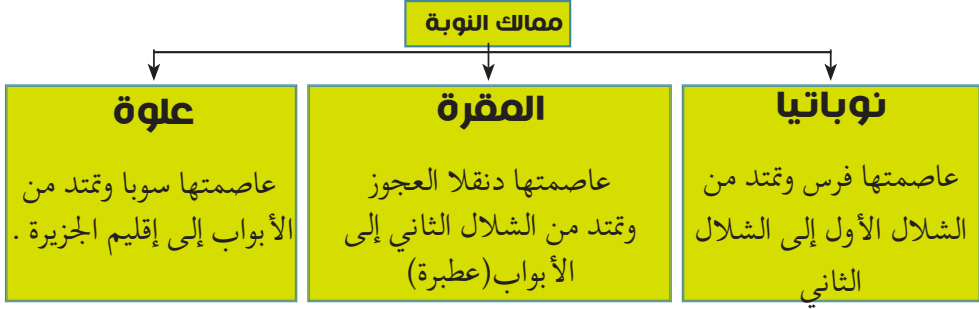 ممالك النوبة
نوباتيا
عاصمتها فرس وتمتد من
الشلال الأول إلى الشلال
الثاني
المقرة
عاصمتها دنقلا العجوز
وتمتد من الشلال الثاني إلى
الأبواب(عطبرة)
علوة
عاصمتها سوبا وتمتد من
الأبواب إلى إقليم الجزيرة .